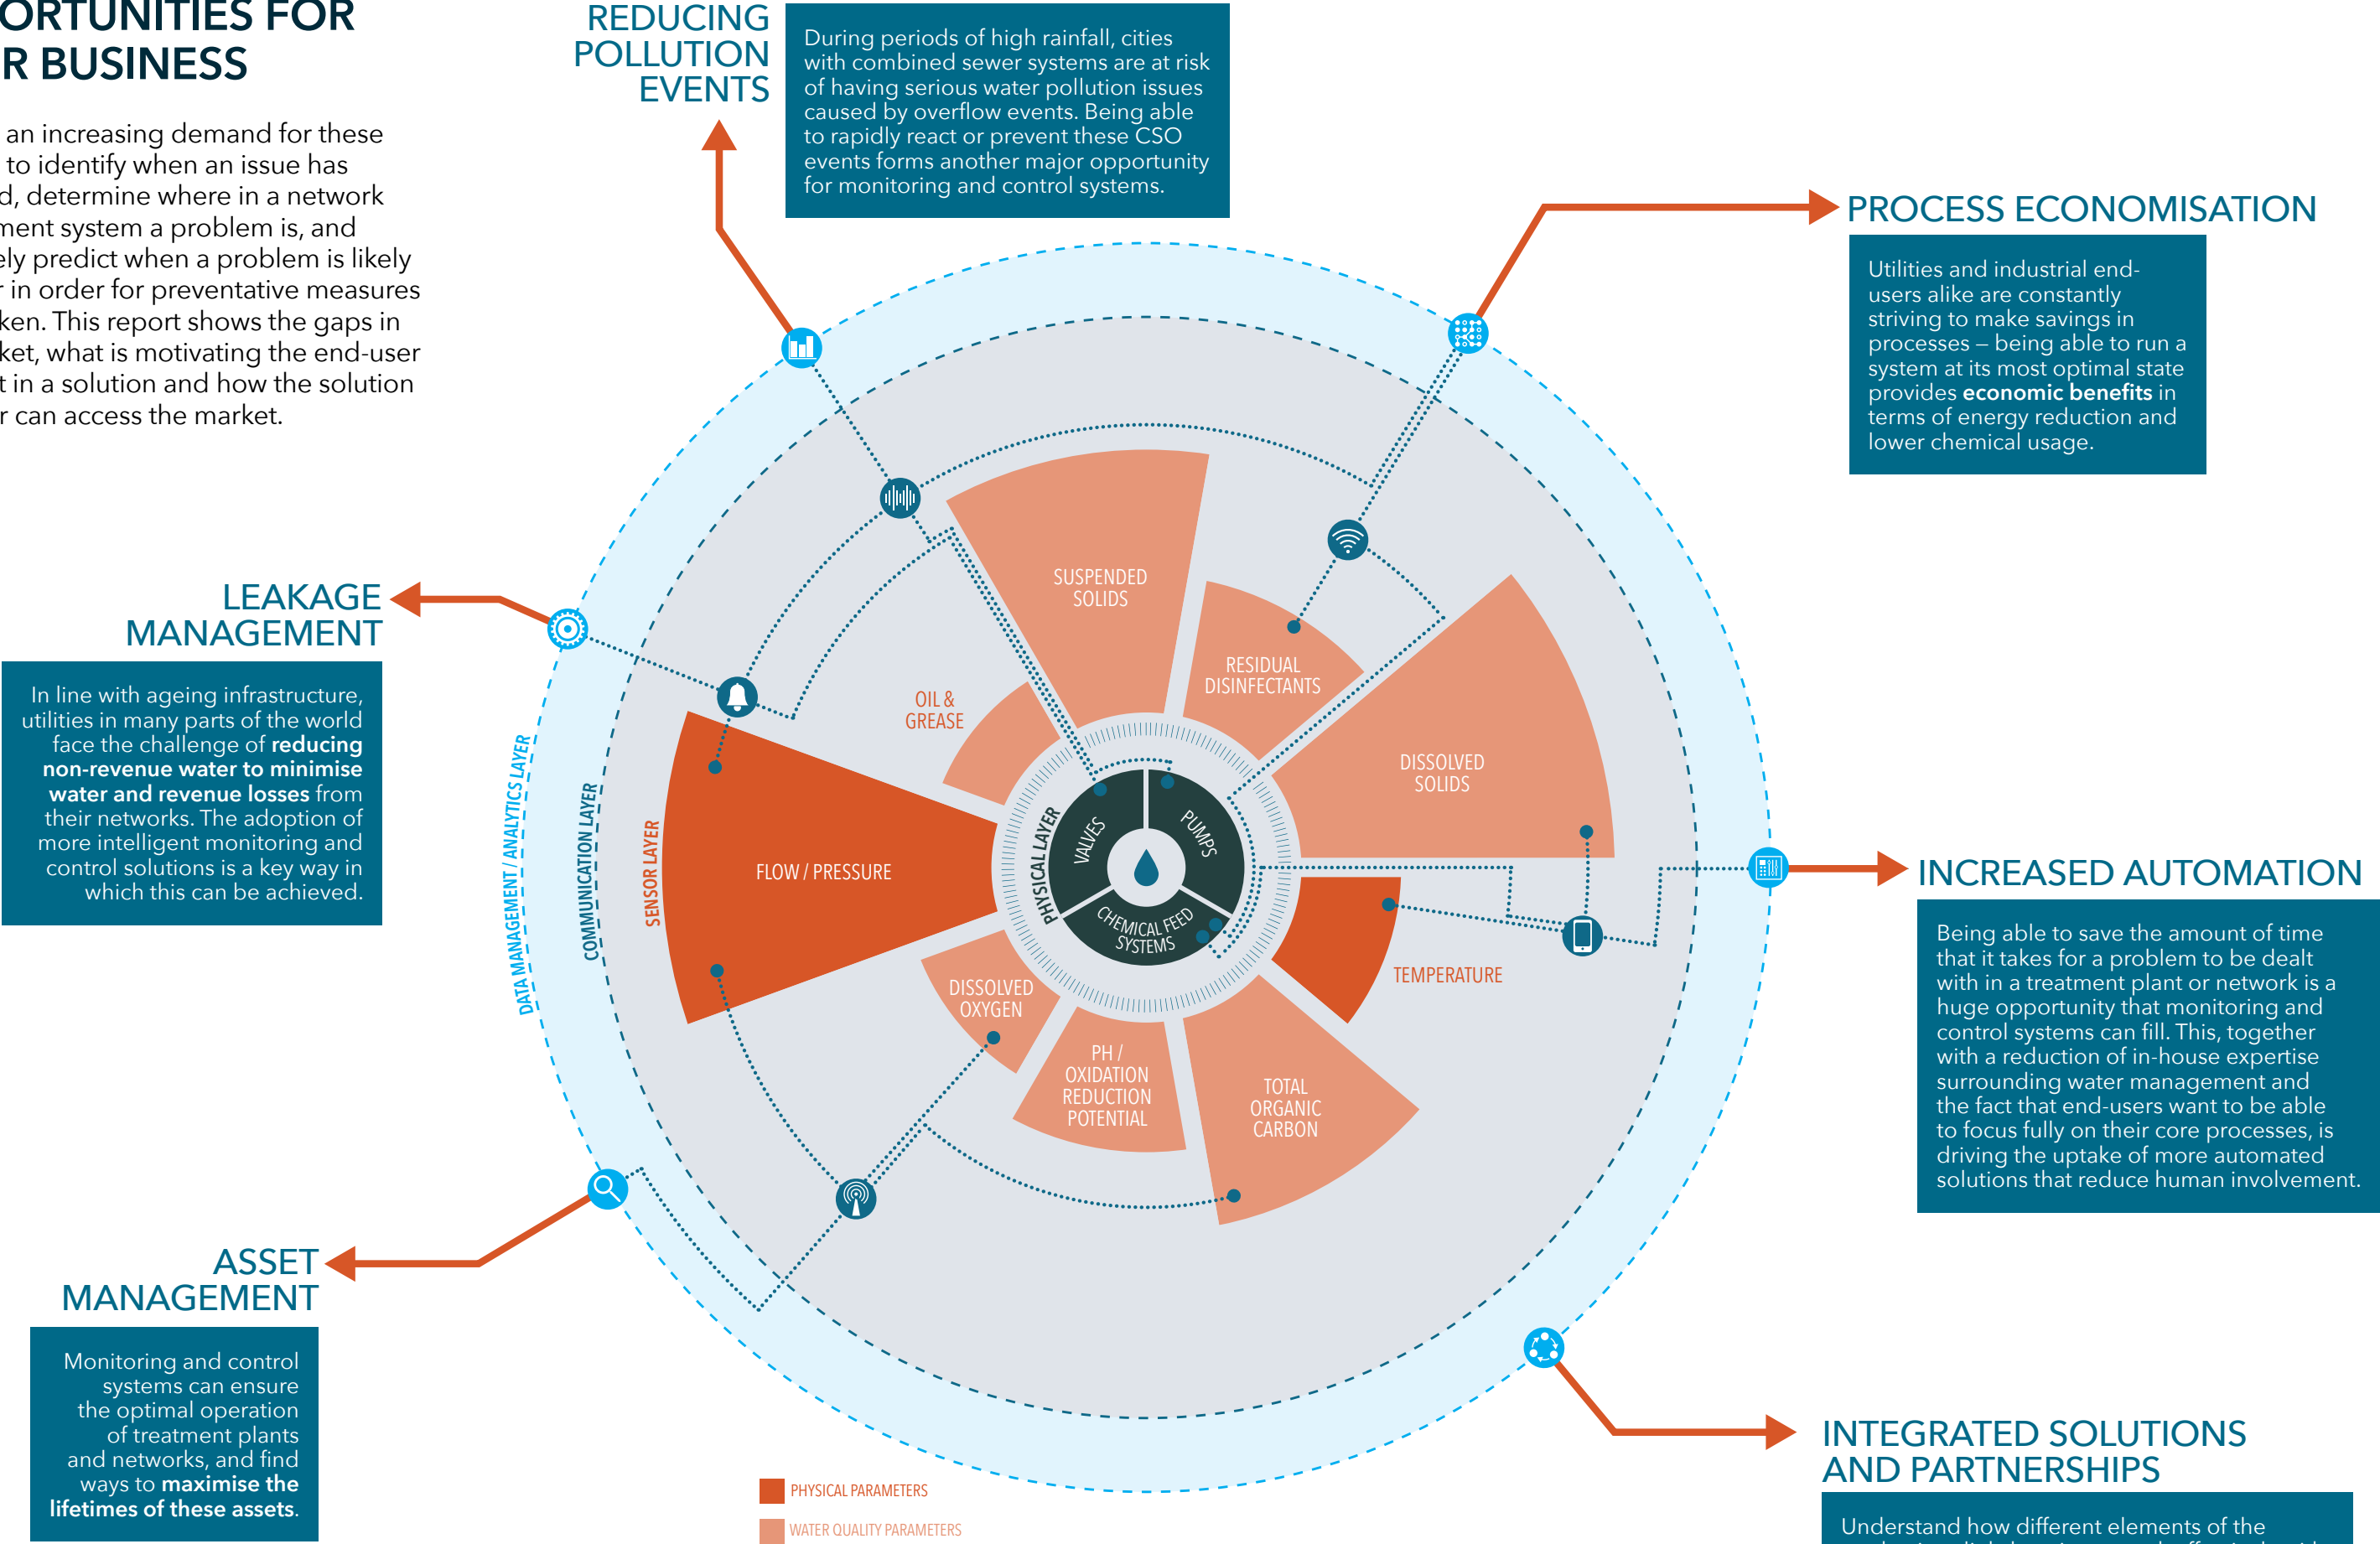 ORTUNITIES FOR
R BUSINESS
an increasing demand for these
to identify when an issue has
d, determine where in a network
ment system a problem is, and
ely predict when a problem is likely
r in order for preventative measures
ken. This report shows the gaps in
ket, what is motivating the end-user
t in a solution and how the solution
r can access the market.
REDUCING
POLLUTION
EVENTS
During periods of high rainfall, cities
with combined sewer systems are at risk
of having serious water pollution issues
caused by overflow events. Being able
to rapidly react or prevent these CSO
events forms another major opportunity
for monitoring and control systems.
PROCESS ECONOMISATION
Utilities and industrial end-
users alike are constantly
striving to make savings in
processes – being able to run a
system at its most optimal state
provides economic benefits in
terms of energy reduction and
lower chemical usage.
LEAKAGE
MANAGEMENT
In line with ageing infrastructure,
utilities in many parts of the world
face the challenge of reducing
non-revenue water to minimise
water and revenue losses from
their networks. The adoption of
more intelligent monitoring and
control solutions is a key way in
which this can be achieved.
DATA MANAGEMENT / ANALYTICS LAYER
COMMUNICATION LAYER
SENSOR LAYER
PHYSICAL LAYER
SUSPENDED
SOLIDS
RESIDUAL
DISINFECTANTS
OIL &
GREASE
DISSOLVED
SOLIDS
FLOW / PRESSURE
VALVES
PUMPS
CHEMICAL FEED
SYSTEMS
TEMPERATURE
DISSOLVED
OXYGEN
PH /
OXIDATION
REDUCTION
POTENTIAL
TOTAL
ORGANIC
CARBON
INCREASED AUTOMATION
Being able to save the amount of time
that it takes for a problem to be dealt
with in a treatment plant or network is a
huge opportunity that monitoring and
control systems can fill. This, together
with a reduction of in-house expertise
surrounding water management and
the fact that end-users want to be able
to focus fully on their core processes, is
driving the uptake of more automated
solutions that reduce human involvement.
ASSET
MANAGEMENT
Monitoring and control
systems can ensure
the optimal operation
of treatment plants
and networks, and find
ways to maximise the
lifetimes of these assets.
INTEGRATED SOLUTIONS
AND PARTNERSHIPS
Understand how different elements of the
PHYSICAL PARAMETERS
WATER QUALITY PARAMETERS